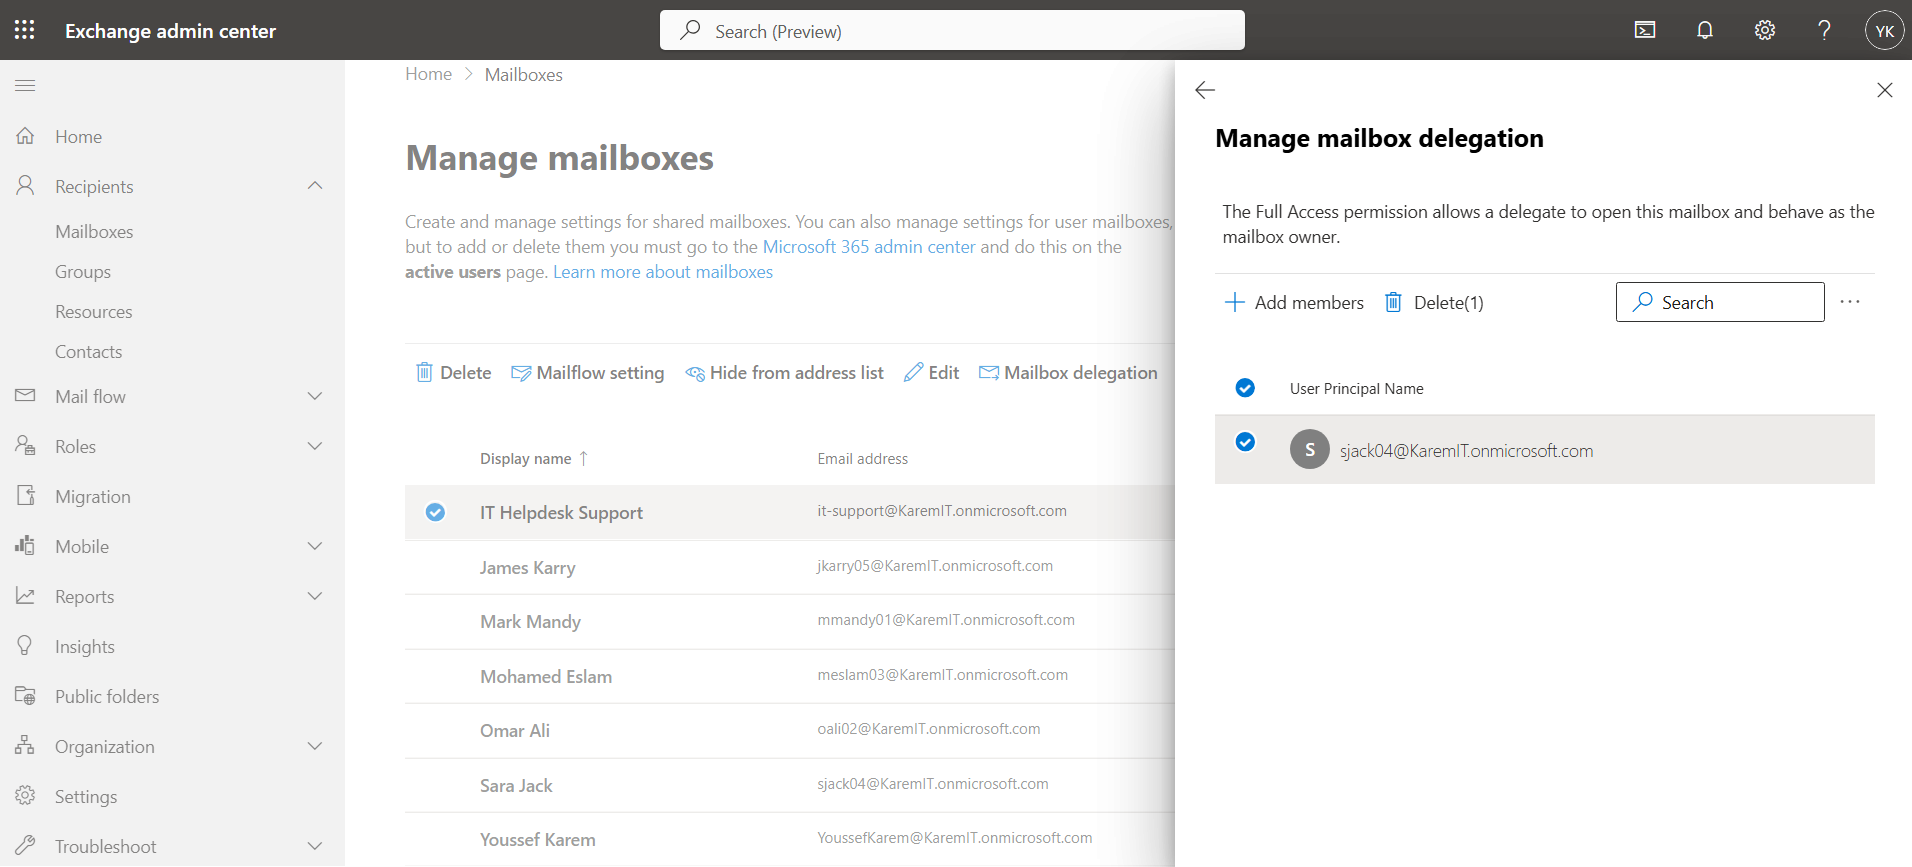 Exchange admin center
Search (Preview)
YK
Home
Recipients
Mailboxes
Groups
Resources
Contacts
Mail flow
Roles
Migration
Mobile
Reports
Insights
Public folders
Organization
Settings
Troubleshoot
Home > Mailboxes
Manage mailboxes
Create and manage settings for shared mailboxes. You can also manage settings for user mailboxes,
but to add or delete them you must go to the Microsoft 365 admin center and do this on the
active users page. Learn more about mailboxes
Delete Mailflow setting Hide from address list Edit Mailbox delegation
Display name ↑ Email address
IT Helpdesk Support it-support@KaremIT.onmicrosoft.com
James Karry jkarry05@KaremIT.onmicrosoft.com
Mark Mandy mmandy01@KaremIT.onmicrosoft.com
Mohamed Eslam meslam03@KaremIT.onmicrosoft.com
Omar Ali oali02@KaremIT.onmicrosoft.com
Sara Jack sjack04@KaremIT.onmicrosoft.com
Youssef Karem YoussefKarem@KaremIT.onmicrosoft.com
Manage mailbox delegation
The Full Access permission allows a delegate to open this mailbox and behave as the
mailbox owner.
Add members Delete(1) Search ...
User Principal Name
S sjack04@KaremIT.onmicrosoft.com